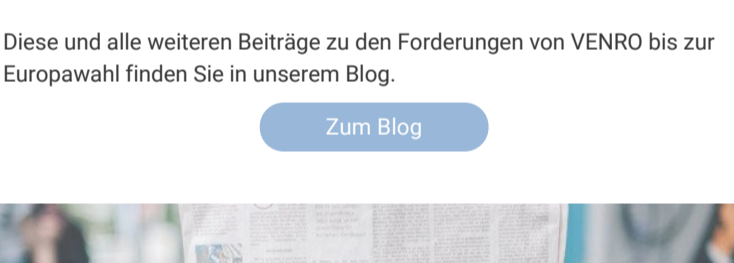 Diese und alle weiteren Beiträge zu den Forderungen von VENRO bis zur
Europawahl finden Sie in unserem Blog.
Zum Blog